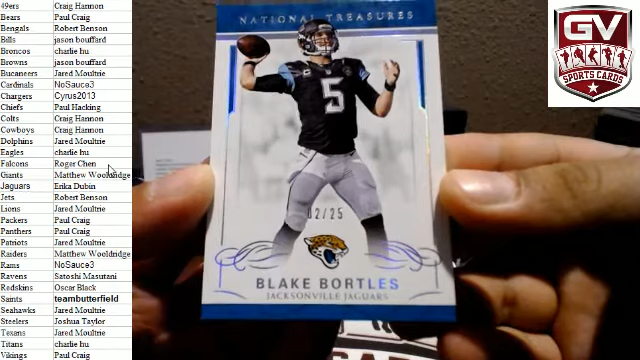 49ers Craig Hannon
Bears Paul Craig
Bengals Robert Benson
Bills jason bouffard
Broncos charlie hu
Browns jason bouffard
Bucaneers Jared Moultrie
Cardinals NoSauce3
Chargers Cyrus2013
Chiefs Paul Hacking
Colts Craig Hannon
Cowboys Craig Hannon
Dolphins Jared Moultrie
Eagles charlie hu
Falcons Roger Chen
Giants Matthew Wooldridge
Jaguars Erika Dubin
Jets Robert Benson
Lions Jared Moultrie
Packers Paul Craig
Panthers Paul Craig
Patriots Jared Moultrie
Raiders Matthew Wooldridge
Rams NoSauce3
Ravens Satoshi Masutani
Redskins Oscar Black
Saints teambutterfield
Seahawks Jared Moultrie
Steelers Joshua Taylor
Texans Jared Moultrie
Titans charlie hu
Vikings Paul Craig
NATIONAL TREASURES
5
02/25
BLAKE BORTLES
JACKSONVILLE JAGUARS
GV
SPORTS CARDS